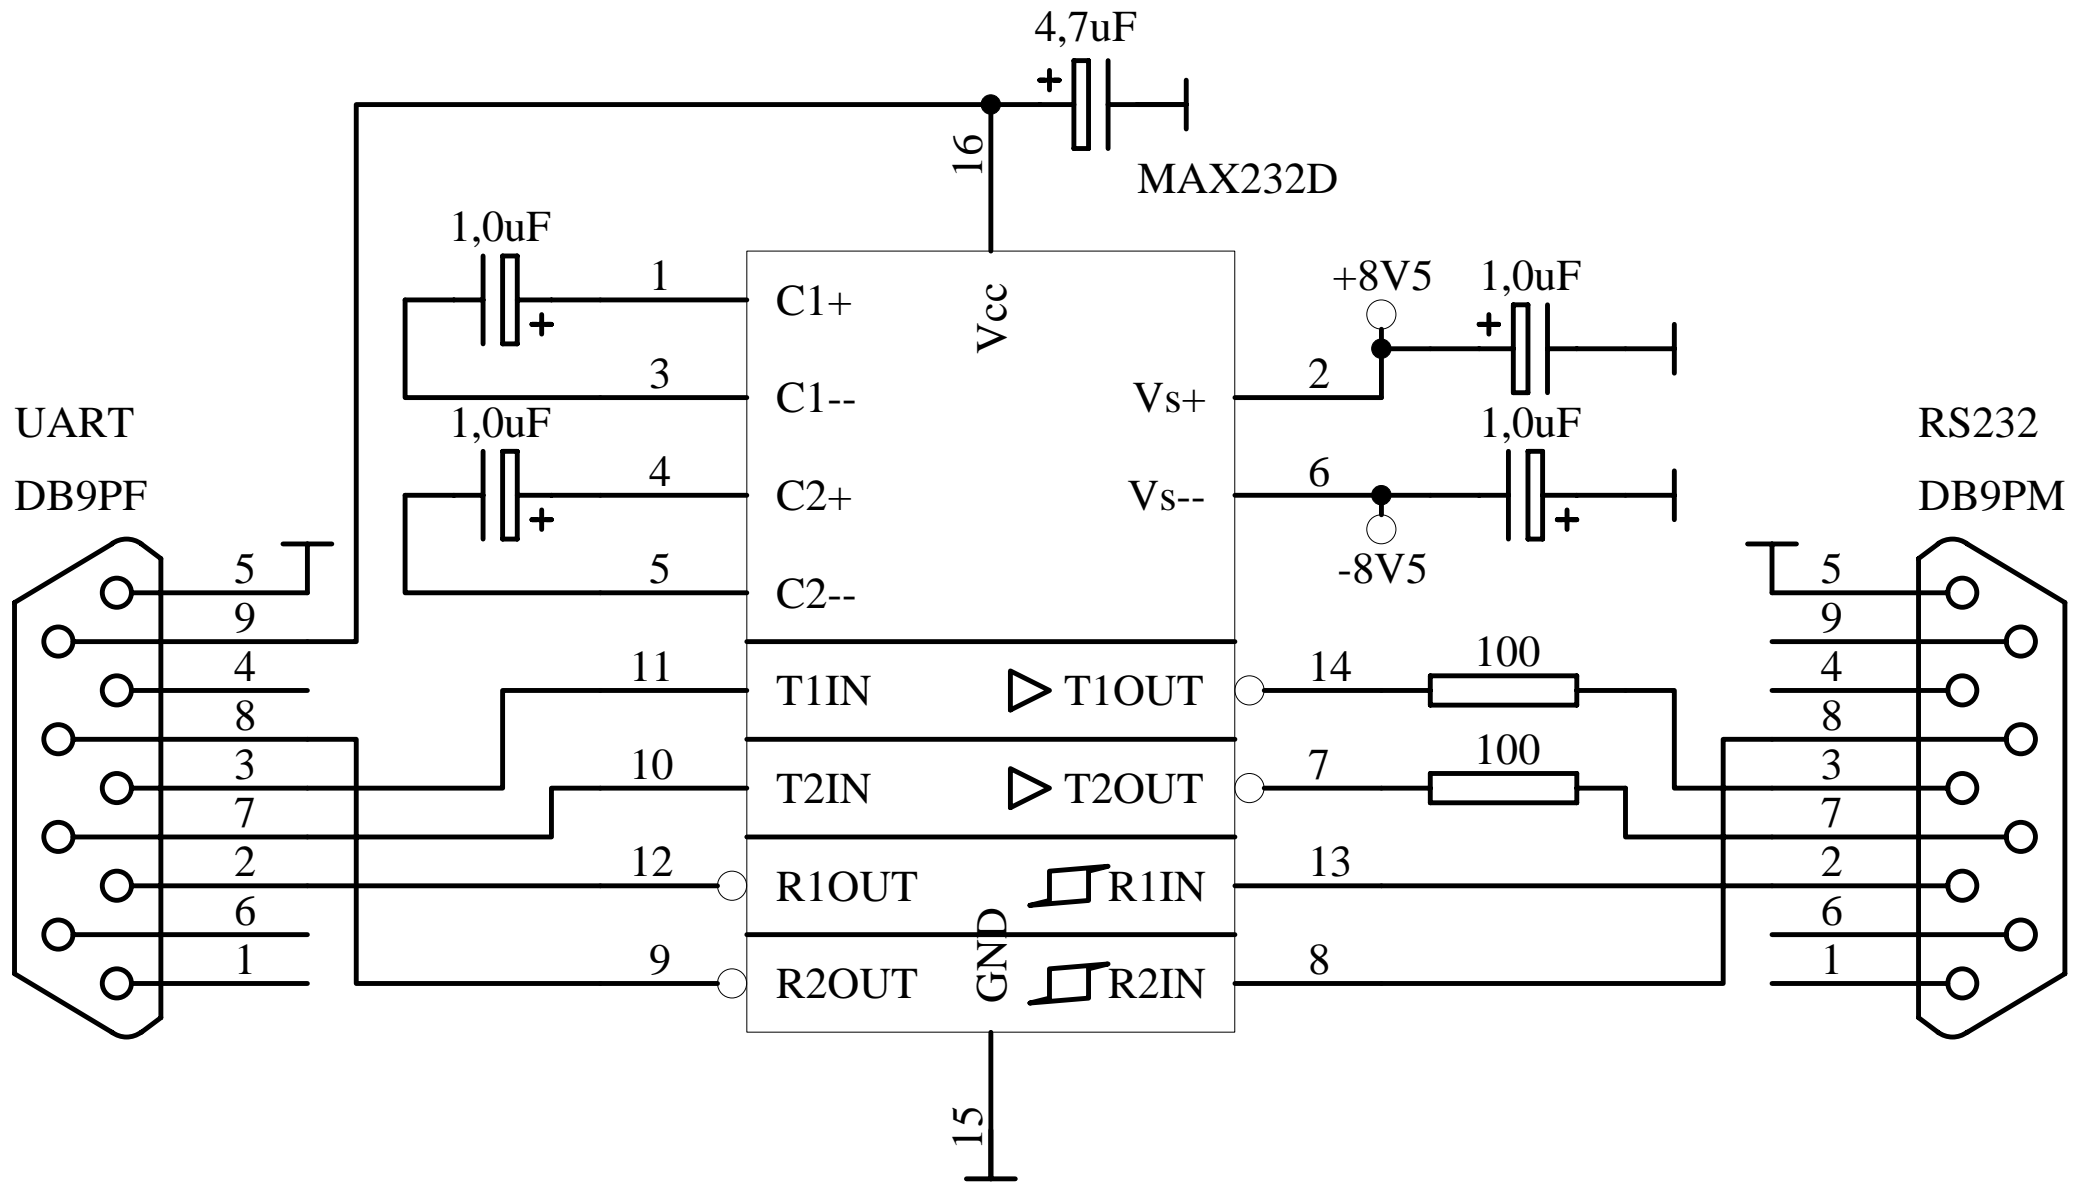 4,7uF
16
MAX232D
1,0uF
1
C1+
Vcc
+8V5
1,0uF
3
C1--
Vs+
2
UART
1,0uF
1,0uF
RS232
DB9PF
4
C2+
Vs--
6
DB9PM
5
5
C2--
-8V5
5
9
9
4
11
T1IN
T1OUT
14
100
4
8
8
3
10
T2IN
T2OUT
7
100
3
7
7
2
12
R1OUT
R1IN
13
2
6
6
1
9
R2OUT
GND
R2IN
8
1
15